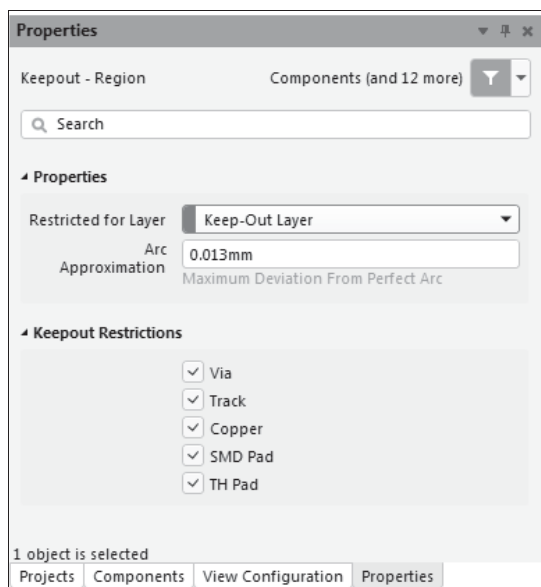 Properties
Keepout - Region Components (and 12 more)
Search
Properties
Restricted for Layer Keep-Out Layer
Arc Approximation 0.013mm
Maximum Deviation From Perfect Arc
Keepout Restrictions
Via
Track
Copper
SMD Pad
TH Pad
1 object is selected
Projects Components View Configuration Properties